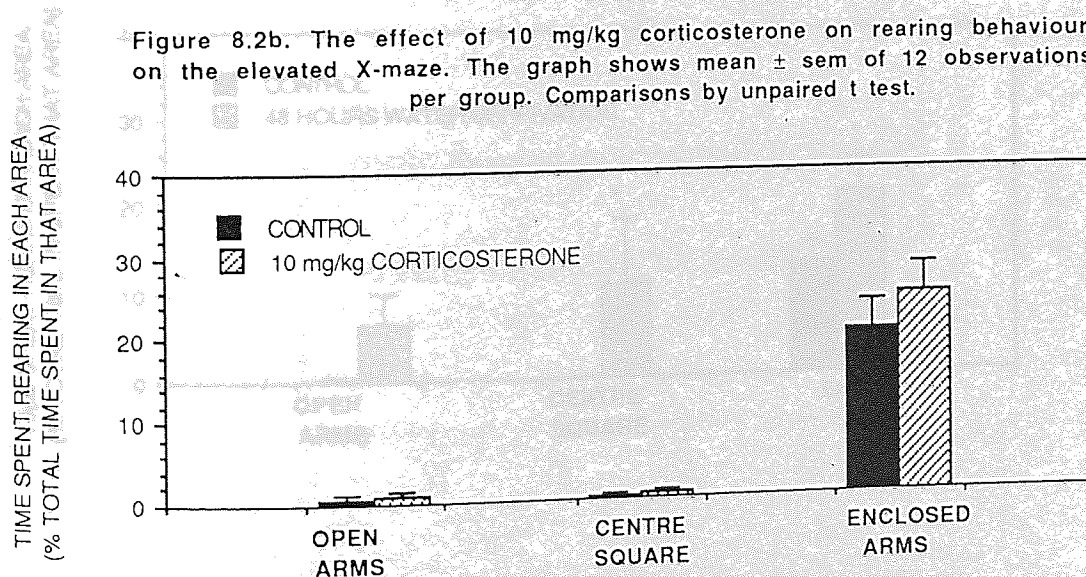 Figure 8.2b. The effect of 10 mg/kg corticosterone on rearing behaviour
on the elevated X-maze. The graph shows mean ± sem of 12 observations
per group. Comparisons by unpaired t test.
TIME SPENT REARING IN EACH AREA
(% TOTAL TIME SPENT IN THAT AREA)
40
30
20
10
0
CONTROL
10 mg/kg CORTICOSTERONE
OPEN
ARMS
CENTRE
SQUARE
ENCLOSED
ARMS